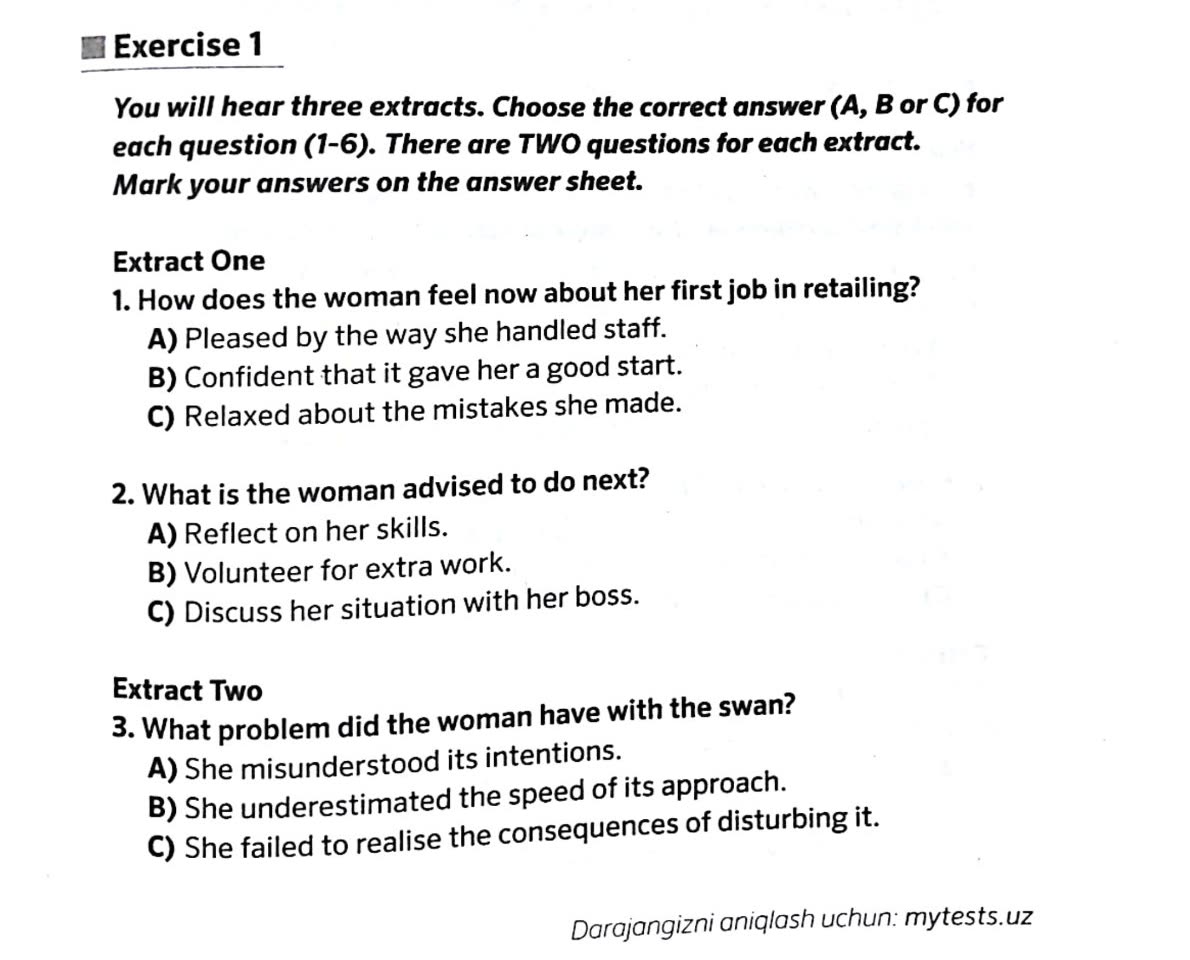 Exercise 1
You will hear three extracts. Choose the correct answer (A, B or C) for
each question (1-6). There are TWO questions for each extract.
Mark your answers on the answer sheet.
Extract One
1. How does the woman feel now about her first job in retailing?
A) Pleased by the way she handled staff.
B) Confident that it gave her a good start.
C) Relaxed about the mistakes she made.
2. What is the woman advised to do next?
A) Reflect on her skills.
B) Volunteer for extra work.
C) Discuss her situation with her boss.
Extract Two
3. What problem did the woman have with the swan?
A) She misunderstood its intentions.
B) She underestimated the speed of its approach.
C) She failed to realise the consequences of disturbing it.
Darajangizni aniqlash uchun: mytests.uz